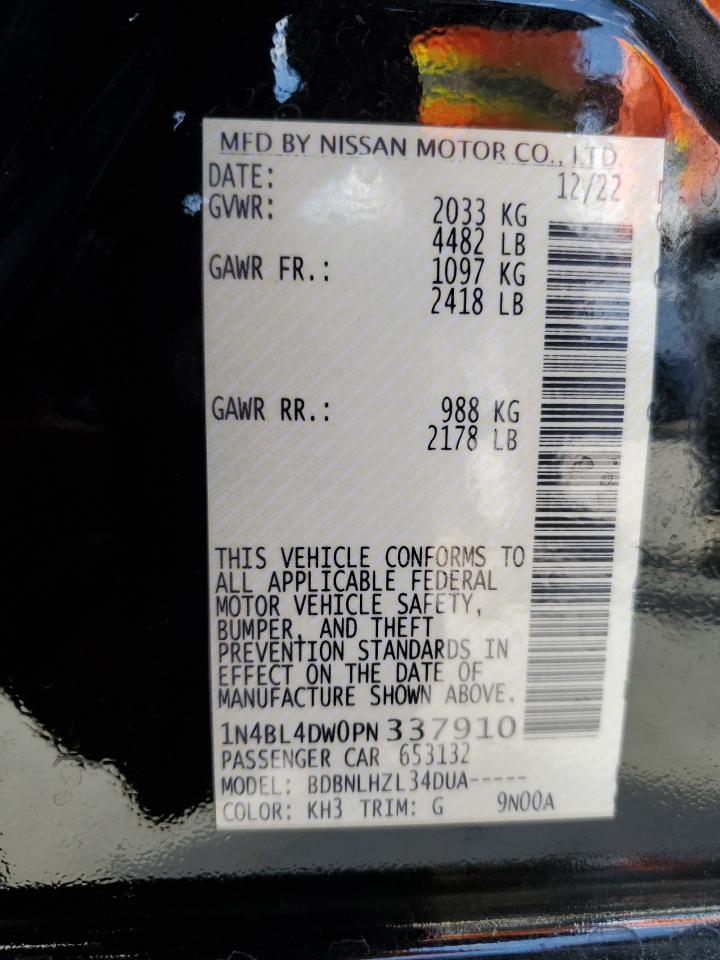 MFD BY NISSAN MOTOR CO., LTD.
DATE: 12/22
GVWR: 2033 KG
4482 LB
GAWR FR.: 1097 KG
2418 LB
GAWR RR.: 988 KG
2178 LB
THIS VEHICLE CONFORMS TO
ALL APPLICABLE FEDERAL
MOTOR VEHICLE SAFETY,
BUMPER, AND THEFT
PREVENTION STANDARDS IN
EFFECT ON THE DATE OF
MANUFACTURE SHOWN ABOVE.
1N4BL4DW0PN 337910
PASSENGER CAR 653132
MODEL: BDBNLHZL34DUA-----
COLOR: KH3 TRIM: G 9N00A